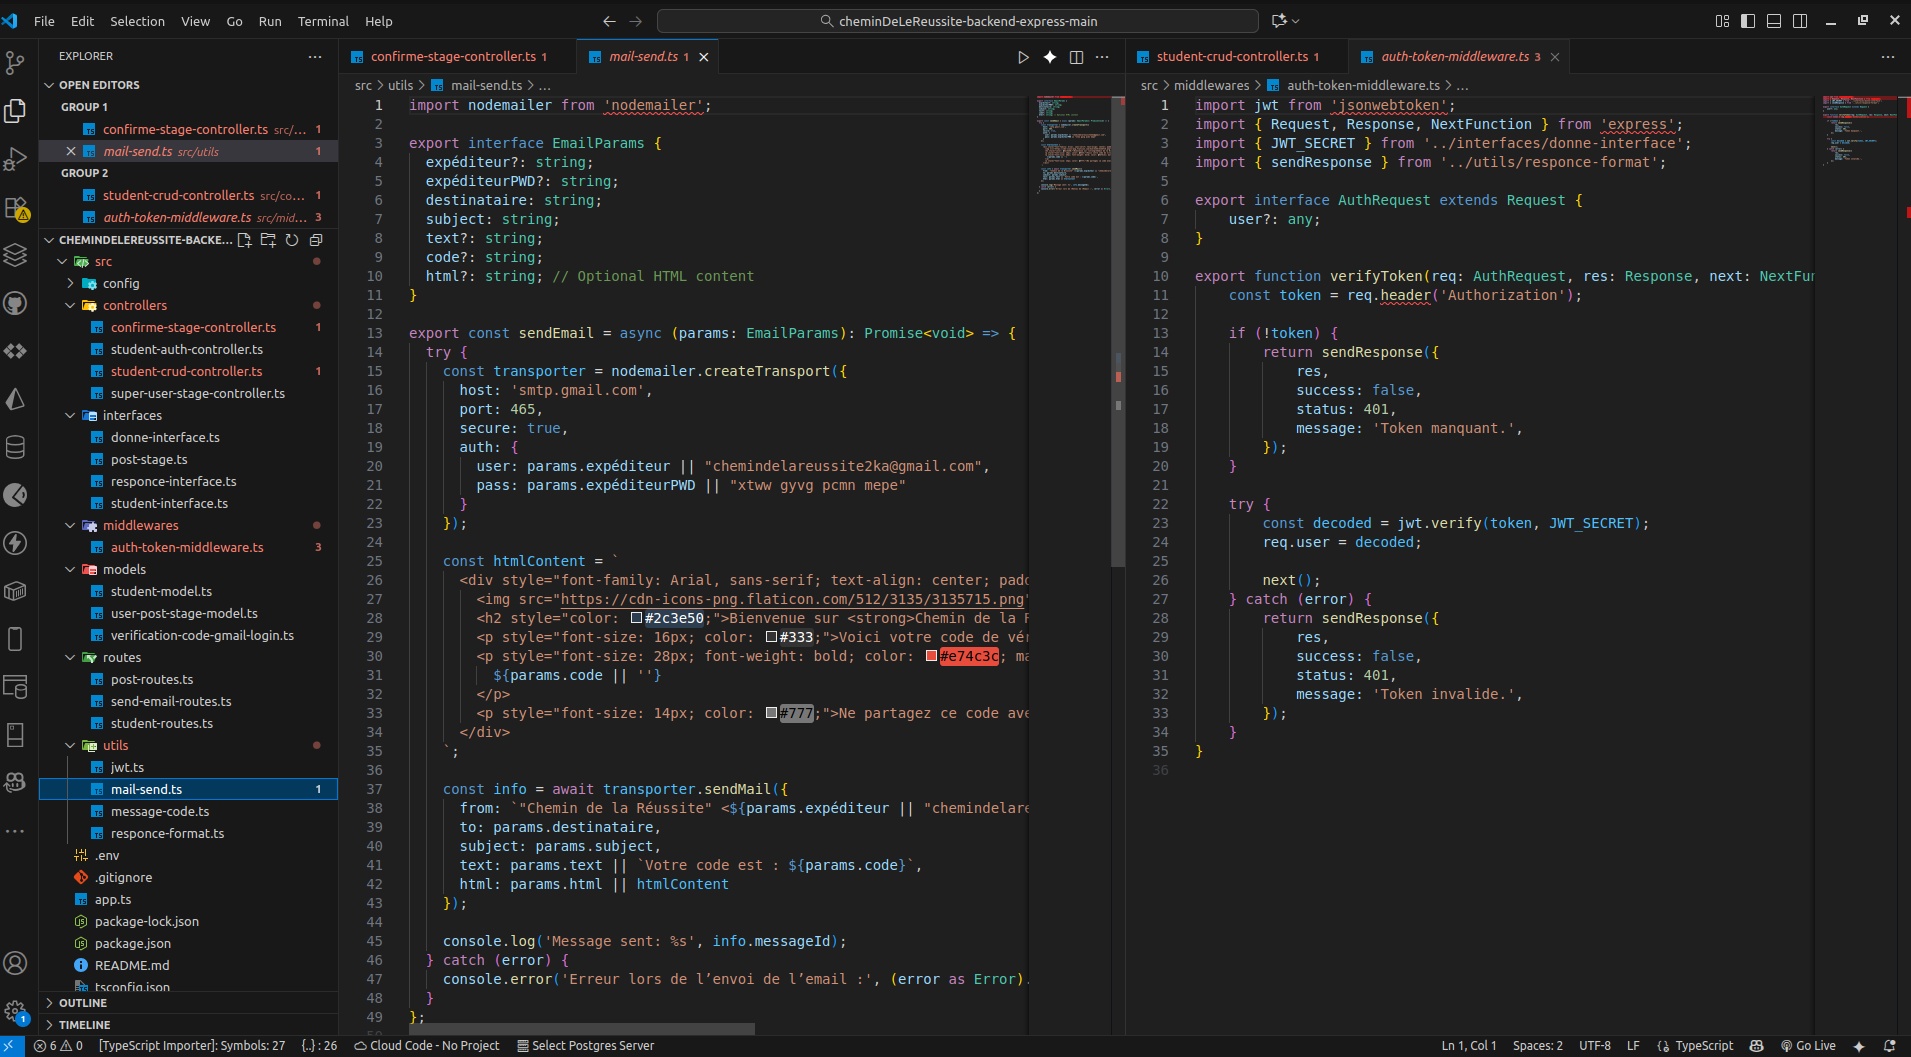 File Edit Selection View Go Run Terminal Help
cheminDeLeReussite-backend-express-main
EXPLORER
OPEN EDITORS
GROUP 1
confirme-stage-controller.ts src/... 1
mail-send.ts src/utils 1
GROUP 2
student-crud-controller.ts src/co... 1
auth-token-middleware.ts src/mid... 3
CHEMINDELEREUSSITE-BACKE...
src
config
controllers
confirme-stage-controller.ts 1
student-auth-controller.ts
student-crud-controller.ts 1
super-user-stage-controller.ts
interfaces
donne-interface.ts
post-stage.ts
responce-interface.ts
student-interface.ts
middlewares
auth-token-middleware.ts 3
models
student-model.ts
user-post-stage-model.ts
verification-code-gmail-login.ts
routes
post-routes.ts
send-email-routes.ts
student-routes.ts
utils
jwt.ts
mail-send.ts 1
message-code.ts
responce-format.ts
.env
.gitignore
app.ts
package-lock.json
package.json
README.md
tsconfig.json
OUTLINE
TIMELINE
confirme-stage-controller.ts 1 mail-send.ts 1
src > utils > mail-send.ts > ...
1 import nodemailer from 'nodemailer';
2
3 export interface EmailParams {
4 expéditeur?: string;
5 expéditeurPWD?: string;
6 destinataire: string;
7 subject: string;
8 text?: string;
9 code?: string;
10 html?: string; // Optional HTML content
11 }
12
13 export const sendEmail = async (params: EmailParams): Promise<void> => {
14 try {
15 const transporter = nodemailer.createTransport({
16 host: 'smtp.gmail.com',
17 port: 465,
18 secure: true,
19 auth: {
20 user: params.expéditeur || "chemindelareussite2ka@gmail.com",
21 pass: params.expéditeurPWD || "xtww gyvg pcmn mepe"
22 }
23 });
24
25 const htmlContent = `
26 <div style="font-family: Arial, sans-serif; text-align: center; padd
27 <img src="https://cdn-icons-png.flaticon.com/512/3135/3135715.png"
28 <h2 style="color: #2c3e50;">Bienvenue sur <strong>Chemin de la R
29 <p style="font-size: 16px; color: #333;">Voici votre code de vér
30 <p style="font-size: 28px; font-weight: bold; color: #e74c3c; ma
31 ${params.code || ''}
32 </p>
33 <p style="font-size: 14px; color: #777;">Ne partagez ce code ave
34 </div>
35 `;
36
37 const info = await transporter.sendMail({
38 from: `"Chemin de la Réussite" <${params.expéditeur || "chemindelare
39 to: params.destinataire,
40 subject: params.subject,
41 text: params.text || `Votre code est : ${params.code}`,
42 html: params.html || htmlContent
43 });
44
45 console.log('Message sent: %s', info.messageId);
46 } catch (error) {
47 console.error('Erreur lors de l’envoi de l’email :', (error as Error).
48 }
49 };
student-crud-controller.ts 1 auth-token-middleware.ts 3
src > middlewares > auth-token-middleware.ts > ...
1 import jwt from 'jsonwebtoken';
2 import { Request, Response, NextFunction } from 'express';
3 import { JWT_SECRET } from '../interfaces/donne-interface';
4 import { sendResponse } from '../utils/responce-format';
5
6 export interface AuthRequest extends Request {
7 user?: any;
8 }
9
10 export function verifyToken(req: AuthRequest, res: Response, next: NextFun
11 const token = req.header('Authorization');
12
13 if (!token) {
14 return sendResponse({
15 res,
16 success: false,
17 status: 401,
18 message: 'Token manquant.',
19 });
20 }
21
22 try {
23 const decoded = jwt.verify(token, JWT_SECRET);
24 req.user = decoded;
25
26 next();
27 } catch (error) {
28 return sendResponse({
29 res,
30 success: false,
31 status: 401,
32 message: 'Token invalide.',
33 });
34 }
35 }
36
6 0 [TypeScript Importer]: Symbols: 27 {..} : 26 Cloud Code - No Project Select Postgres Server Ln 1, Col 1 Spaces: 2 UTF-8 LF TypeScript Go Live